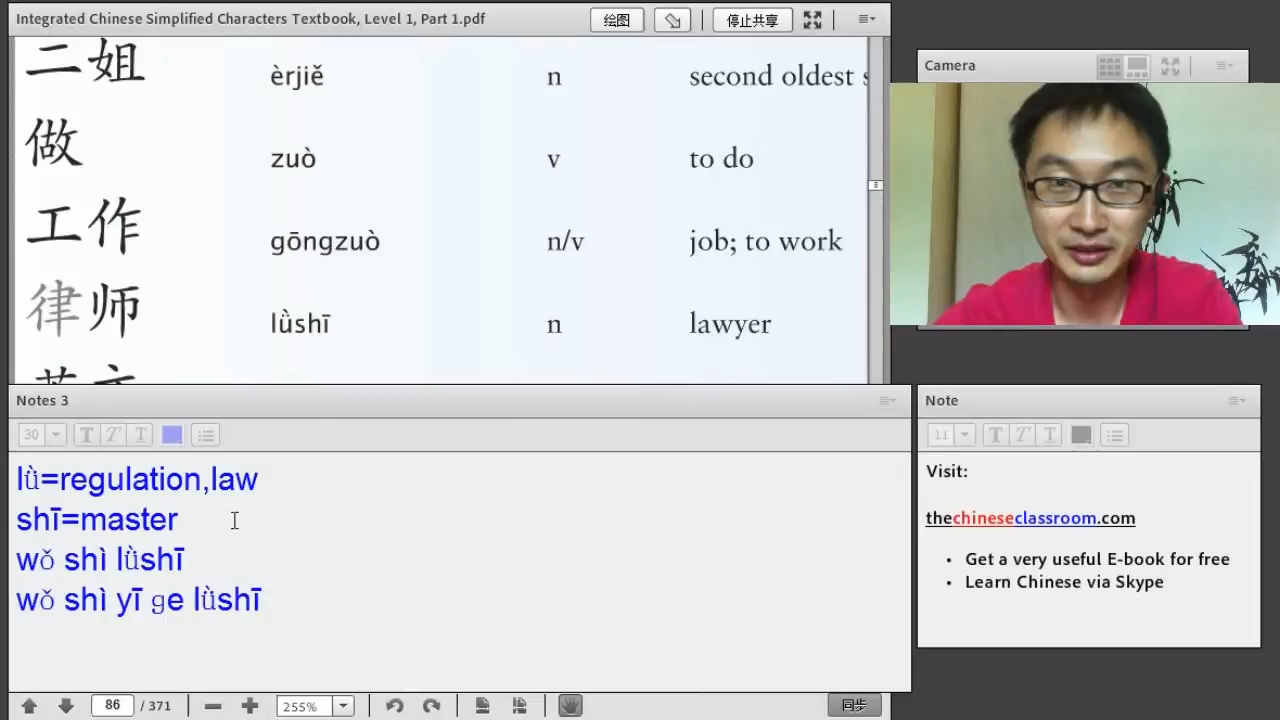 Integrated Chinese Simplified Characters Textbook, Level 1, Part 1.pdf
绘图
停止共享
二姐 èrjiě n second oldest
做 zuò v to do
工作 gōngzuò n/v job; to work
律师 lǜshī n lawyer
Camera
Notes 3
30
lǜ=regulation,law
shī=master
wǒ shì lǜshī
wǒ shì yī ge lǜshī
86 / 371
255%
同步
Note
11
Visit:
thechineseclassroom.com
• Get a very useful E-book for free
• Learn Chinese via Skype